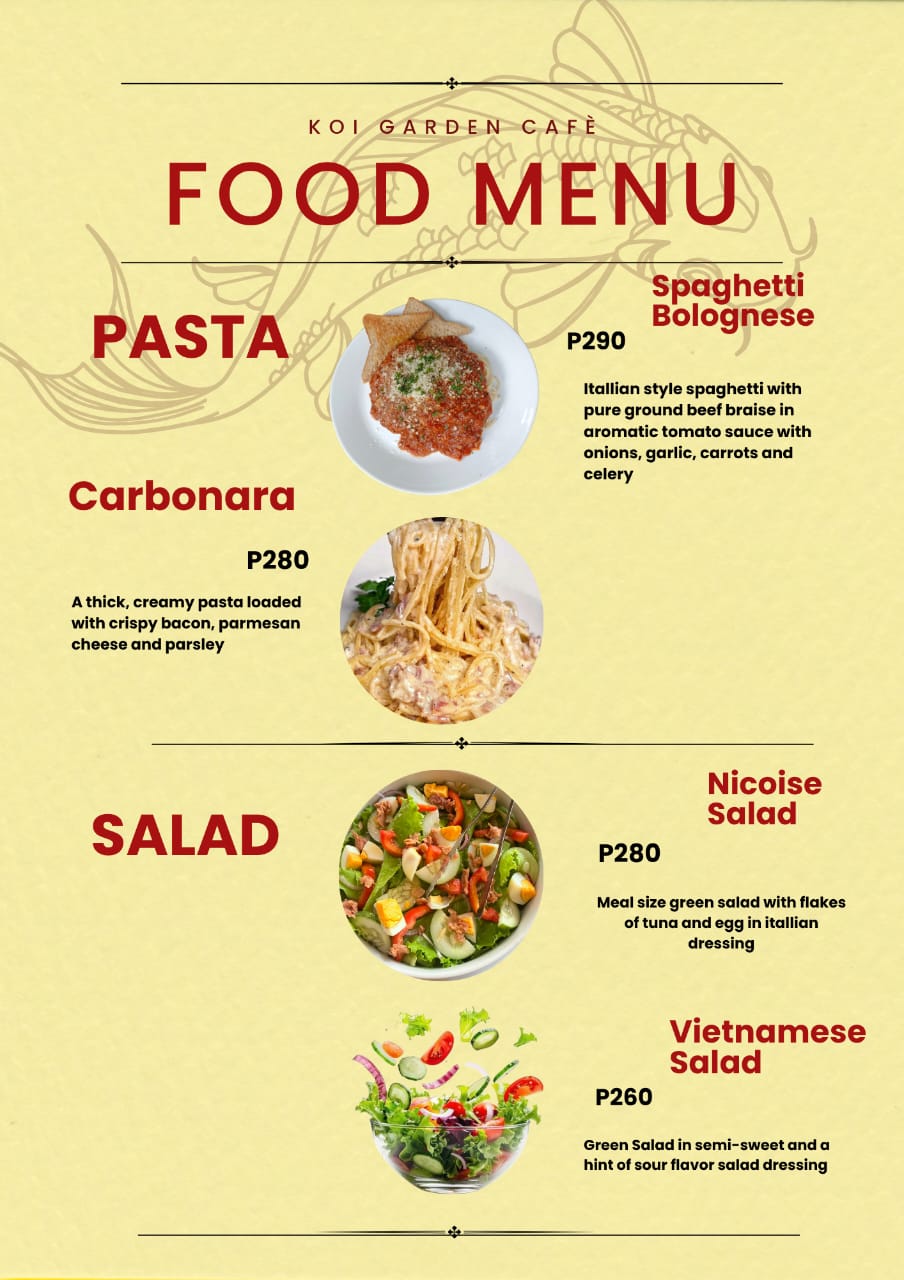 KOI GARDEN CAFÈ
FOOD MENU
PASTA
Spaghetti
Bolognese
P290
Itallian style spaghetti with
pure ground beef braise in
aromatic tomato sauce with
onions, garlic, carrots and
celery
Carbonara
P280
A thick, creamy pasta loaded
with crispy bacon, parmesan
cheese and parsley
SALAD
Nicoise
Salad
P280
Meal size green salad with flakes
of tuna and egg in itallian
dressing
Vietnamese
Salad
P260
Green Salad in semi-sweet and a
hint of sour flavor salad dressing